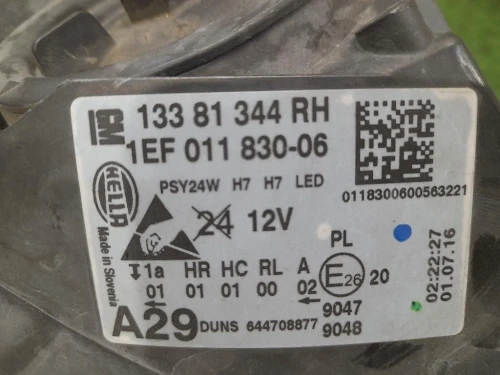 GM 133 81 344 RH
1EF 011 830-06
PSY24W H7 H7 LED
HELLA
Made in Slovenia
24 12V
0118300600563221
PL
1a HR HC RL A
01 01 01 00 02
E26 20
02:22:27
01.07.16
A29 DUNS 644708877
9047
9048